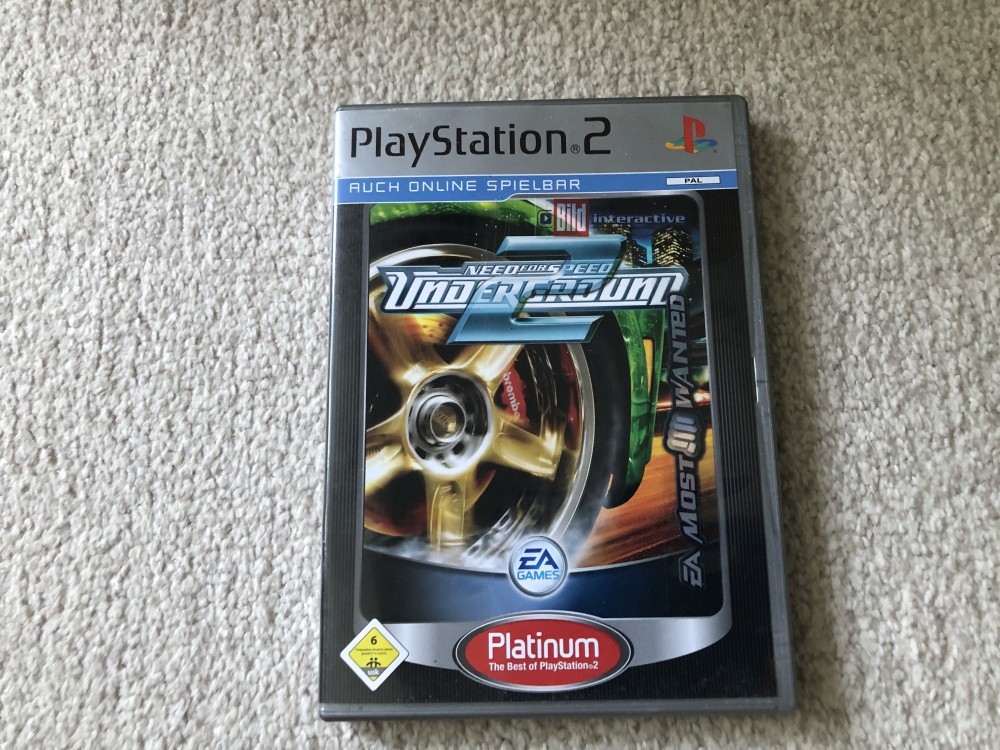 PlayStation®2
AUCH ONLINE SPIELBAR
PAL
Bild interactive
NEED FOR SPEED
UNDERGROUND
2
brembo
EA MOST WANTED
EA
GAMES
6
usk
Platinum
The Best of PlayStation®2